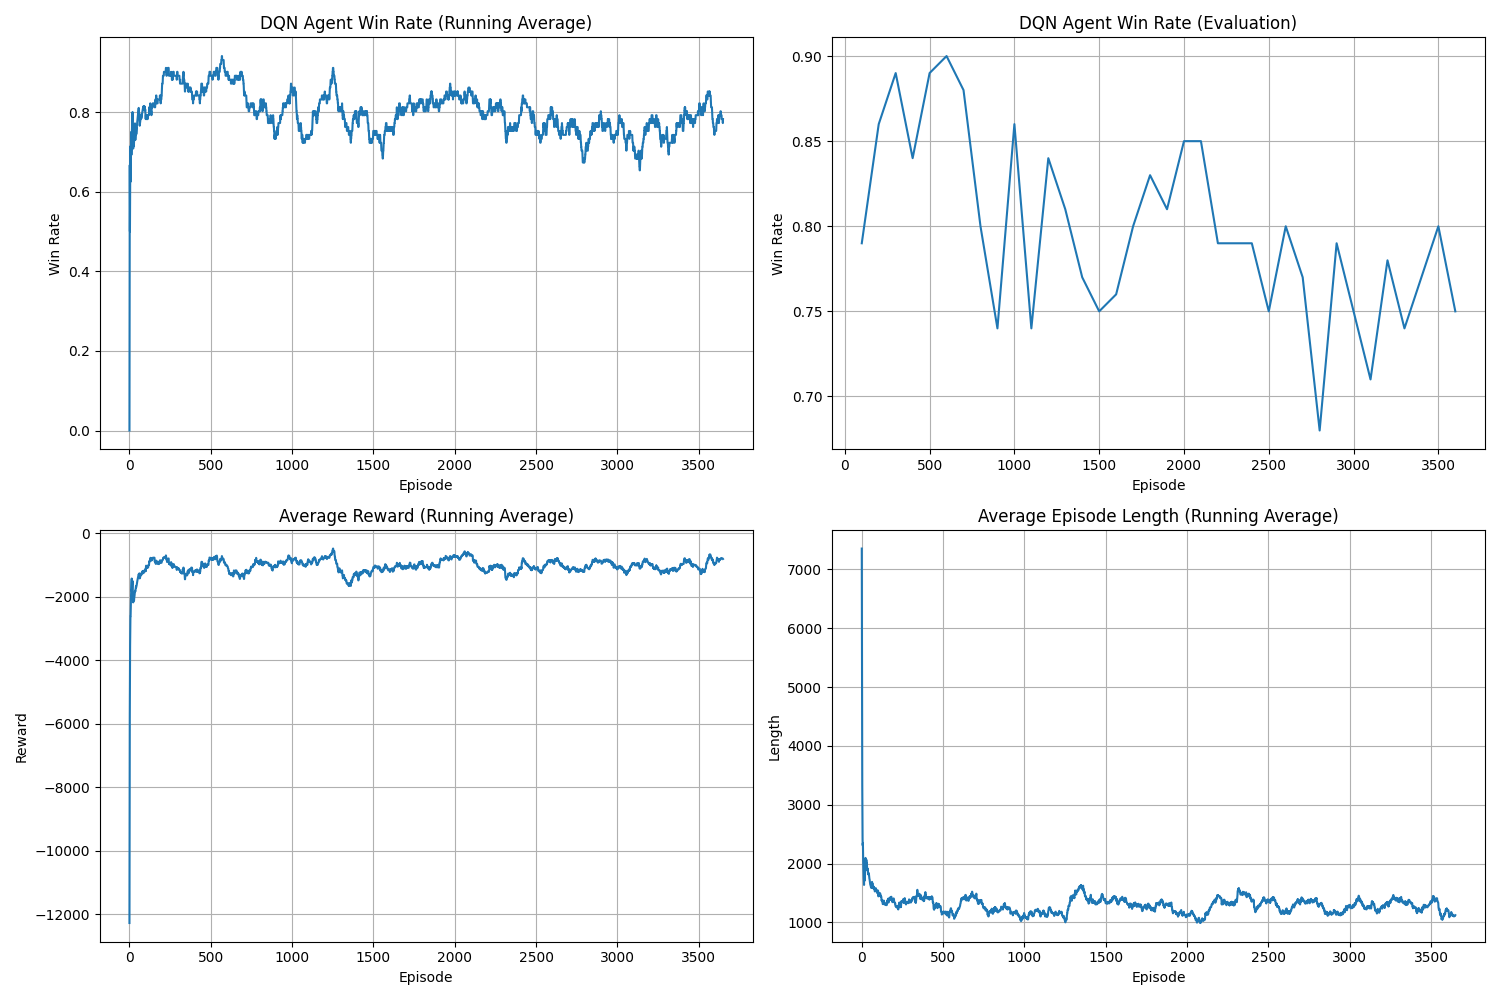 DQN Agent Win Rate (Running Average)
Win Rate
0.8
0.6
0.4
0.2
0.0
0 500 1000 1500 2000 2500 3000 3500
Episode
DQN Agent Win Rate (Evaluation)
Win Rate
0.90
0.85
0.80
0.75
0.70
0 500 1000 1500 2000 2500 3000 3500
Episode
Average Reward (Running Average)
Reward
0
−2000
−4000
−6000
−8000
−10000
−12000
0 500 1000 1500 2000 2500 3000 3500
Episode
Average Episode Length (Running Average)
Length
7000
6000
5000
4000
3000
2000
1000
0 500 1000 1500 2000 2500 3000 3500
Episode